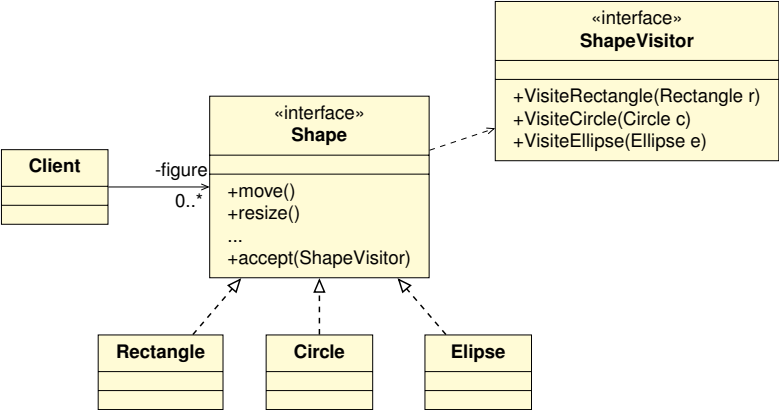 «interface»
ShapeVisitor
+VisiteRectangle(Rectangle r)
+VisiteCircle(Circle c)
+VisiteEllipse(Ellipse e)
«interface»
Shape
+move()
+resize()
...
+accept(ShapeVisitor)
Client
-figure
0..*
Rectangle
Circle
Elipse